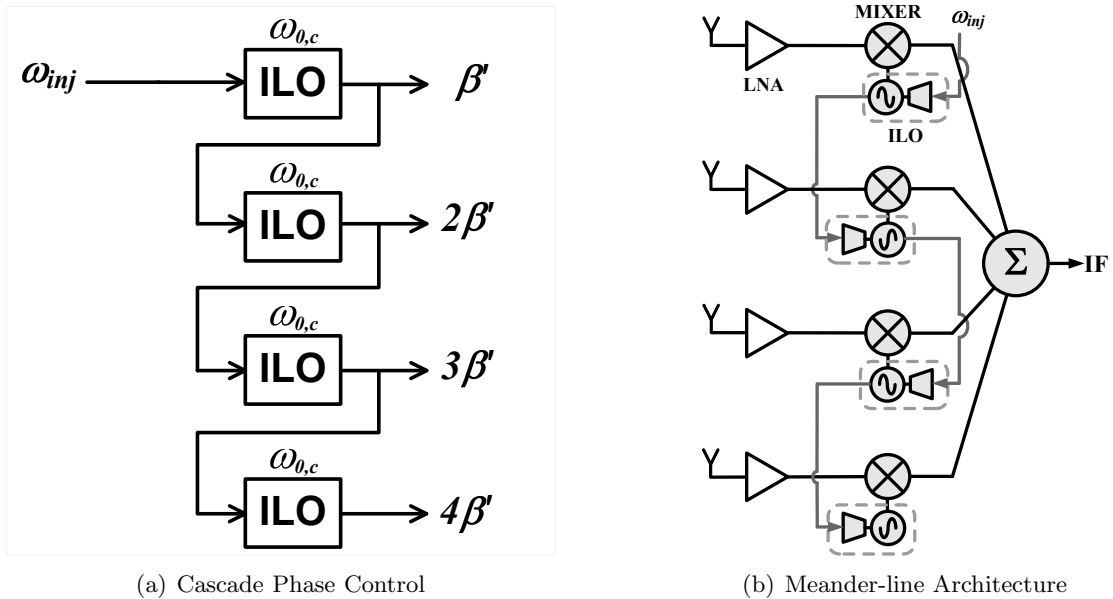 ω0,c
ωinj
ILO
β'
ω0,c
ILO
2β'
ω0,c
ILO
3β'
ω0,c
ILO
4β'
(a) Cascade Phase Control
MIXER
ωinj
LNA
ILO
Σ
IF
(b) Meander-line Architecture